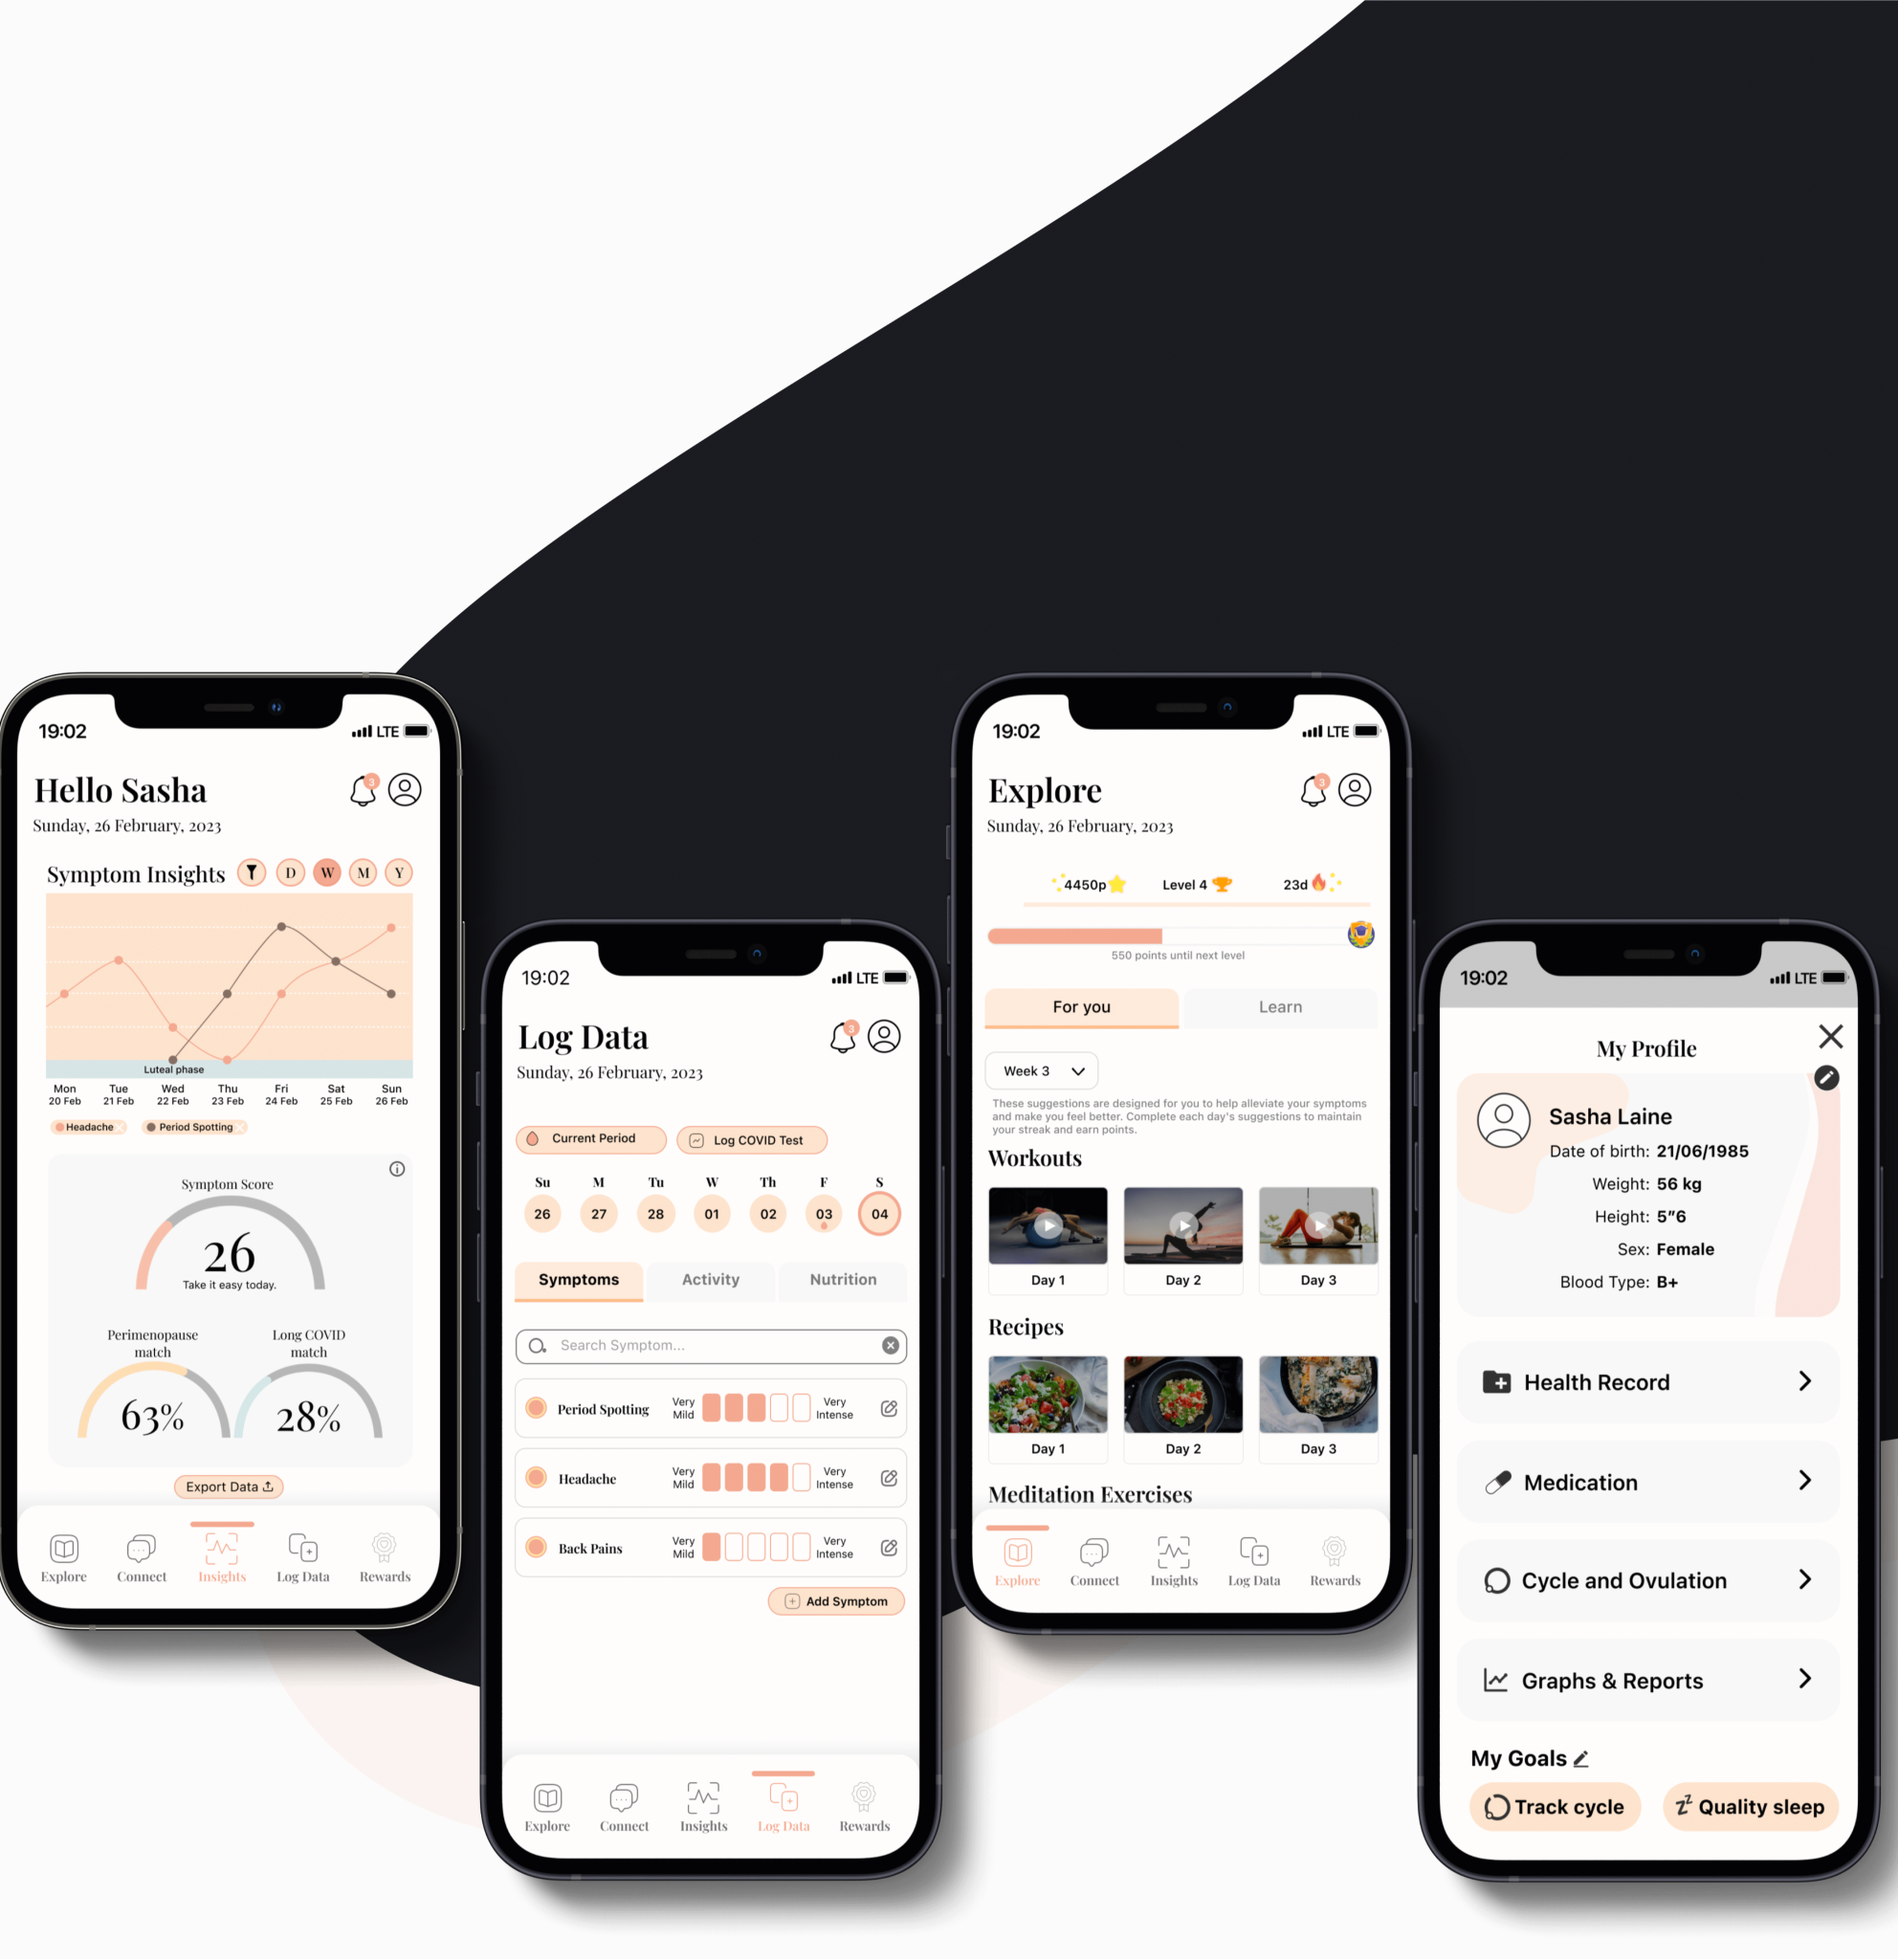 19:02
LTE
Hello Sasha
3
Sunday, 26 February, 2023
Symptom Insights
D W M Y
Luteal phase
Mon Tue Wed Thu Fri Sat Sun
20 Feb 21 Feb 22 Feb 23 Feb 24 Feb 25 Feb 26 Feb
Headache Period Spotting
Symptom Score
26
Take it easy today.
Perimenopause
match
63%
Long COVID
match
28%
Export Data
Explore Connect Insights Log Data Rewards
19:02
LTE
Log Data
3
Sunday, 26 February, 2023
Current Period Log COVID Test
Su M Tu W Th F S
26 27 28 01 02 03 04
Symptoms Activity Nutrition
Search Symptom...
Period Spotting
Very
Mild
Very
Intense
Headache
Very
Mild
Very
Intense
Back Pains
Very
Mild
Very
Intense
Add Symptom
Explore Connect Insights Log Data Rewards
19:02
LTE
Explore
3
Sunday, 26 February, 2023
4450p Level 4 23d
550 points until next level
For you Learn
Week 3
These suggestions are designed for you to help alleviate your symptoms
and make you feel better. Complete each day's suggestions to maintain
your streak and earn points.
Workouts
Day 1 Day 2 Day 3
Recipes
Day 1 Day 2 Day 3
Meditation Exercises
Explore Connect Insights Log Data Rewards
19:02
LTE
My Profile
Sasha Laine
Date of birth: 21/06/1985
Weight: 56 kg
Height: 5”6
Sex: Female
Blood Type: B+
Health Record
Medication
Cycle and Ovulation
Graphs & Reports
My Goals
Track cycle
zz Quality sleep